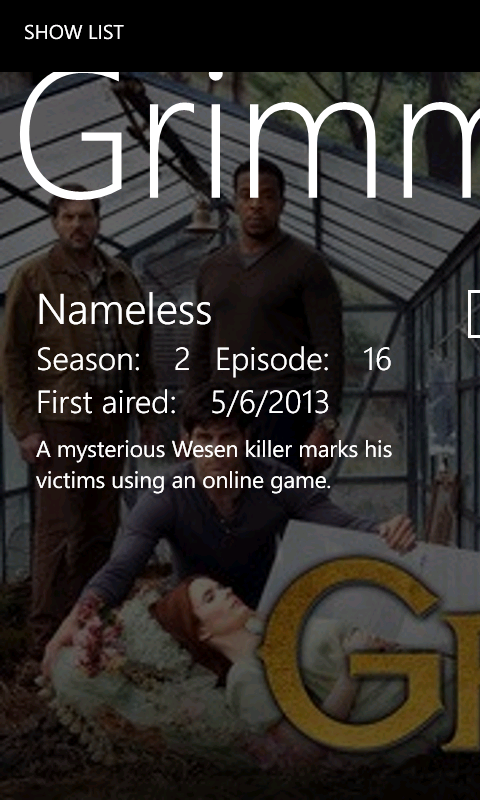 SHOW LIST
Grimm
Nameless
Season: 2 Episode: 16
First aired: 5/6/2013
A mysterious Wesen killer marks his
victims using an online game.
G